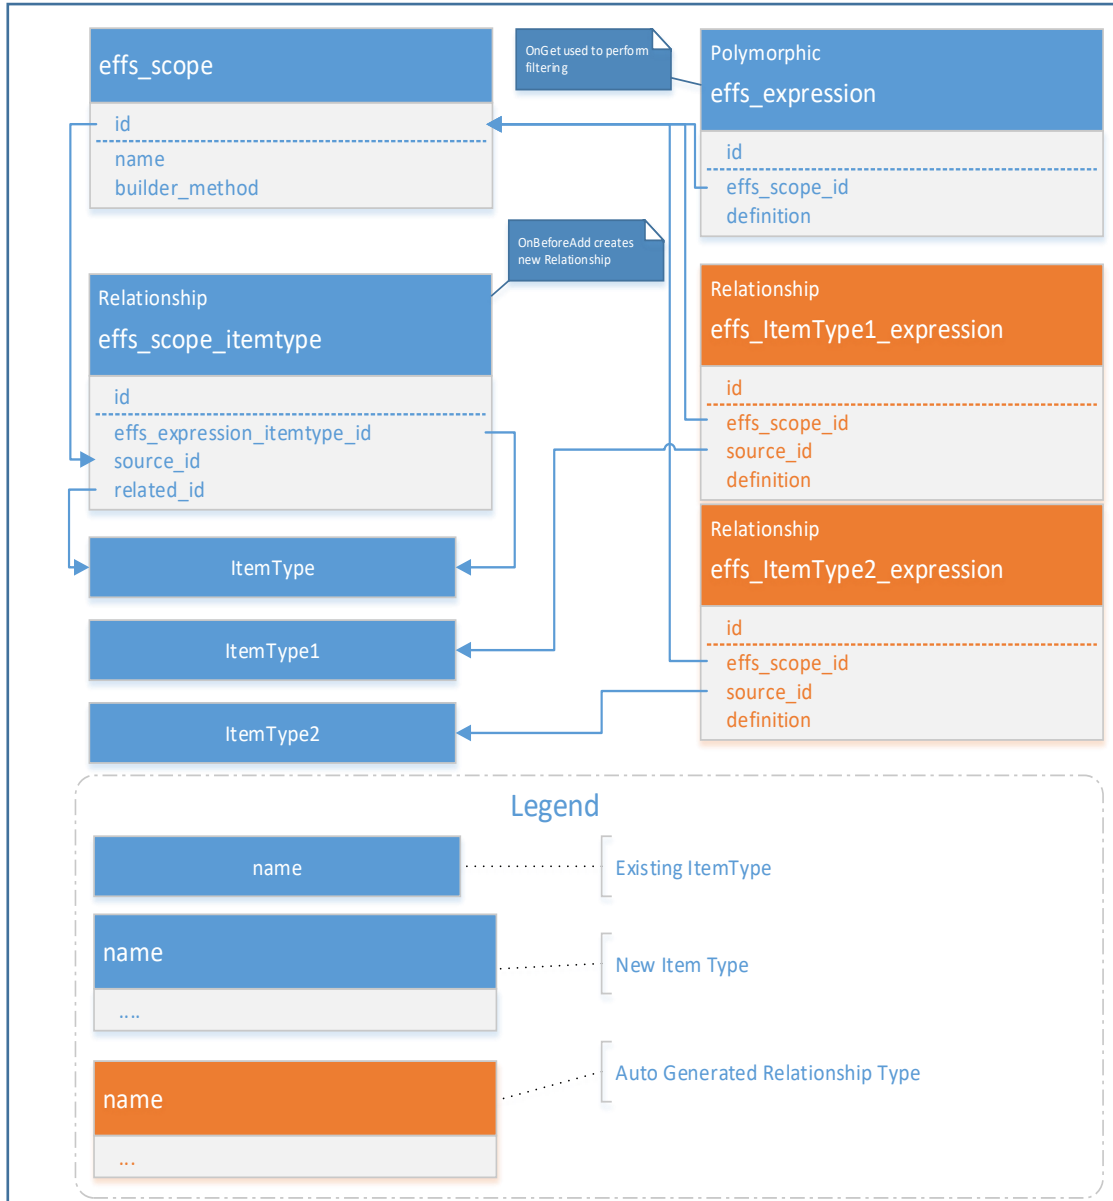 effs_scope
id
name
builder_method
OnGet used to perform
filtering
Polymorphic
effs_expression
id
effs_scope_id
definition
OnBeforeAdd creates
new Relationship
Relationship
effs_scope_itemtype
id
effs_expression_itemtype_id
source_id
related_id
Relationship
effs_ItemType1_expression
id
effs_scope_id
source_id
definition
Relationship
effs_ItemType2_expression
id
effs_scope_id
source_id
definition
ItemType
ItemType1
ItemType2
Legend
name
Existing ItemType
name
....
New Item Type
name
...
Auto Generated Relationship Type